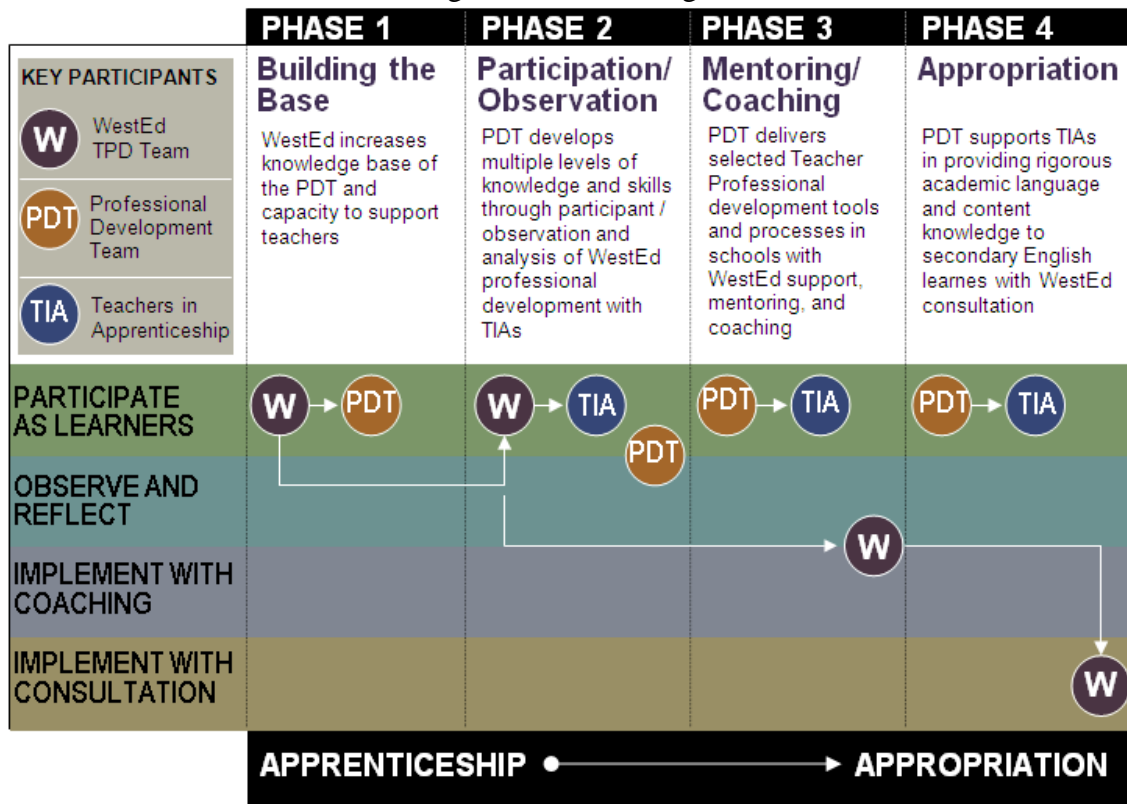 PHASE 1
PHASE 2
PHASE 3
PHASE 4
KEY PARTICIPANTS
W
WestEd
TPD Team
PDT
Professional
Development
Team
TIA
Teachers in
Apprenticeship
Building the
Base
WestEd increases
knowledge base of
the PDT and
capacity to support
teachers
Participation/
Observation
PDT develops
multiple levels of
knowledge and skills
through participant /
observation and
analysis of WestEd
professional
development with
TIAs
Mentoring/
Coaching
PDT delivers
selected Teacher
Professional
development tools
and processes in
schools with
WestEd support,
mentoring, and
coaching
Appropriation
PDT supports TIAs
in providing rigorous
academic language
and content
knowledge to
secondary English
learnes with WestEd
consultation
PARTICIPATE
AS LEARNERS
W
PDT
W
TIA
PDT
PDT
TIA
PDT
TIA
OBSERVE AND
REFLECT
W
IMPLEMENT WITH
COACHING
IMPLEMENT WITH
CONSULTATION
W
APPRENTICESHIP
APPROPRIATION